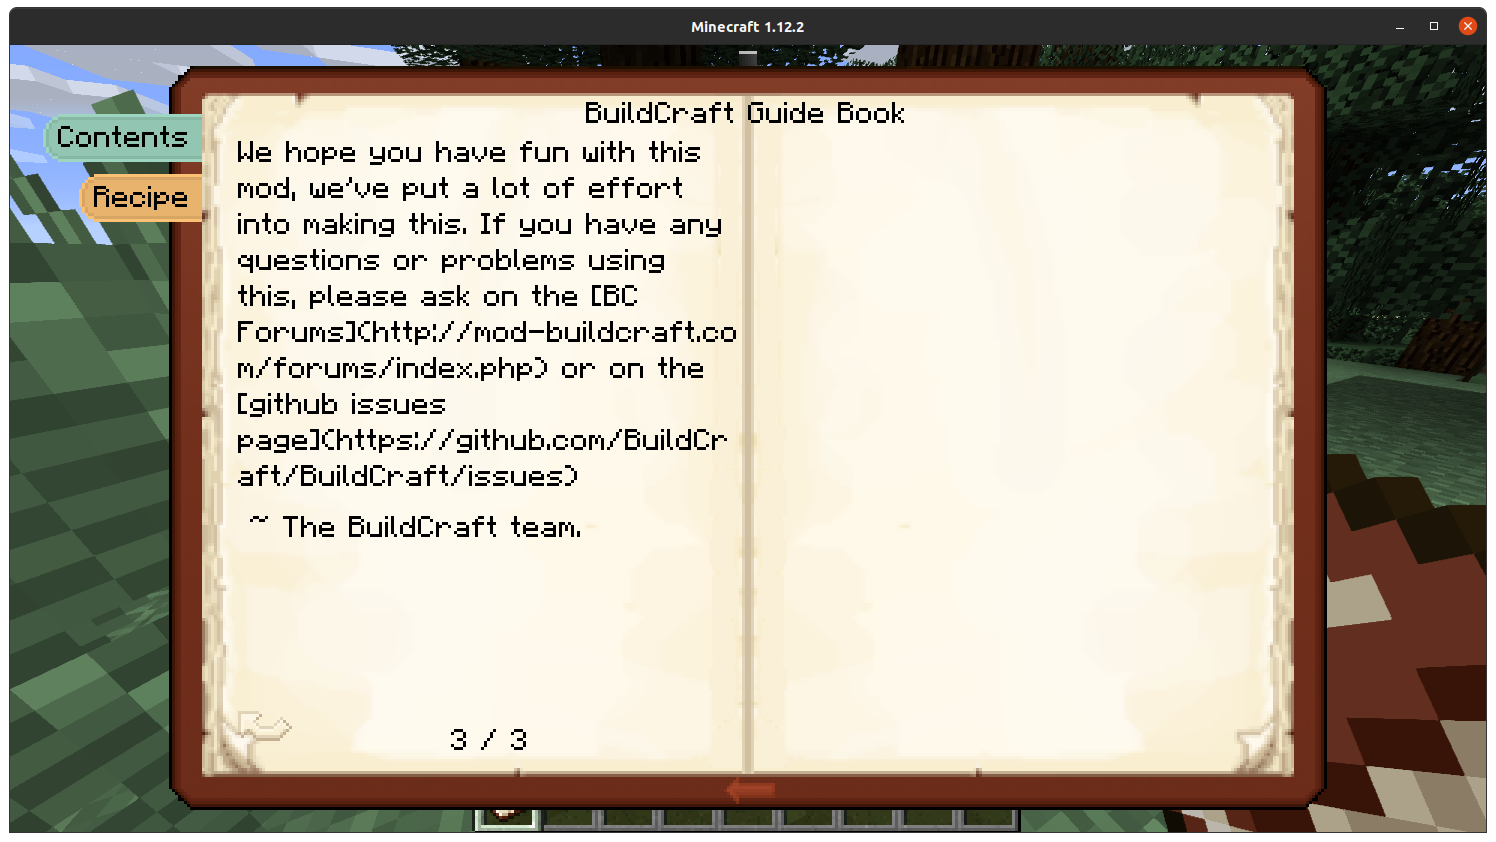 Minecraft 1.12.2
Contents
Recipe
BuildCraft Guide Book
We hope you have fun with this
mod, we've put a lot of effort
into making this. If you have any
questions or problems using
this, please ask on the [BC
Forums](http://mod-buildcraft.co
m/forums/index.php) or on the
[github issues
page](https://github.com/BuildCr
aft/BuildCraft/issues)
~ The BuildCraft team.
3 / 3